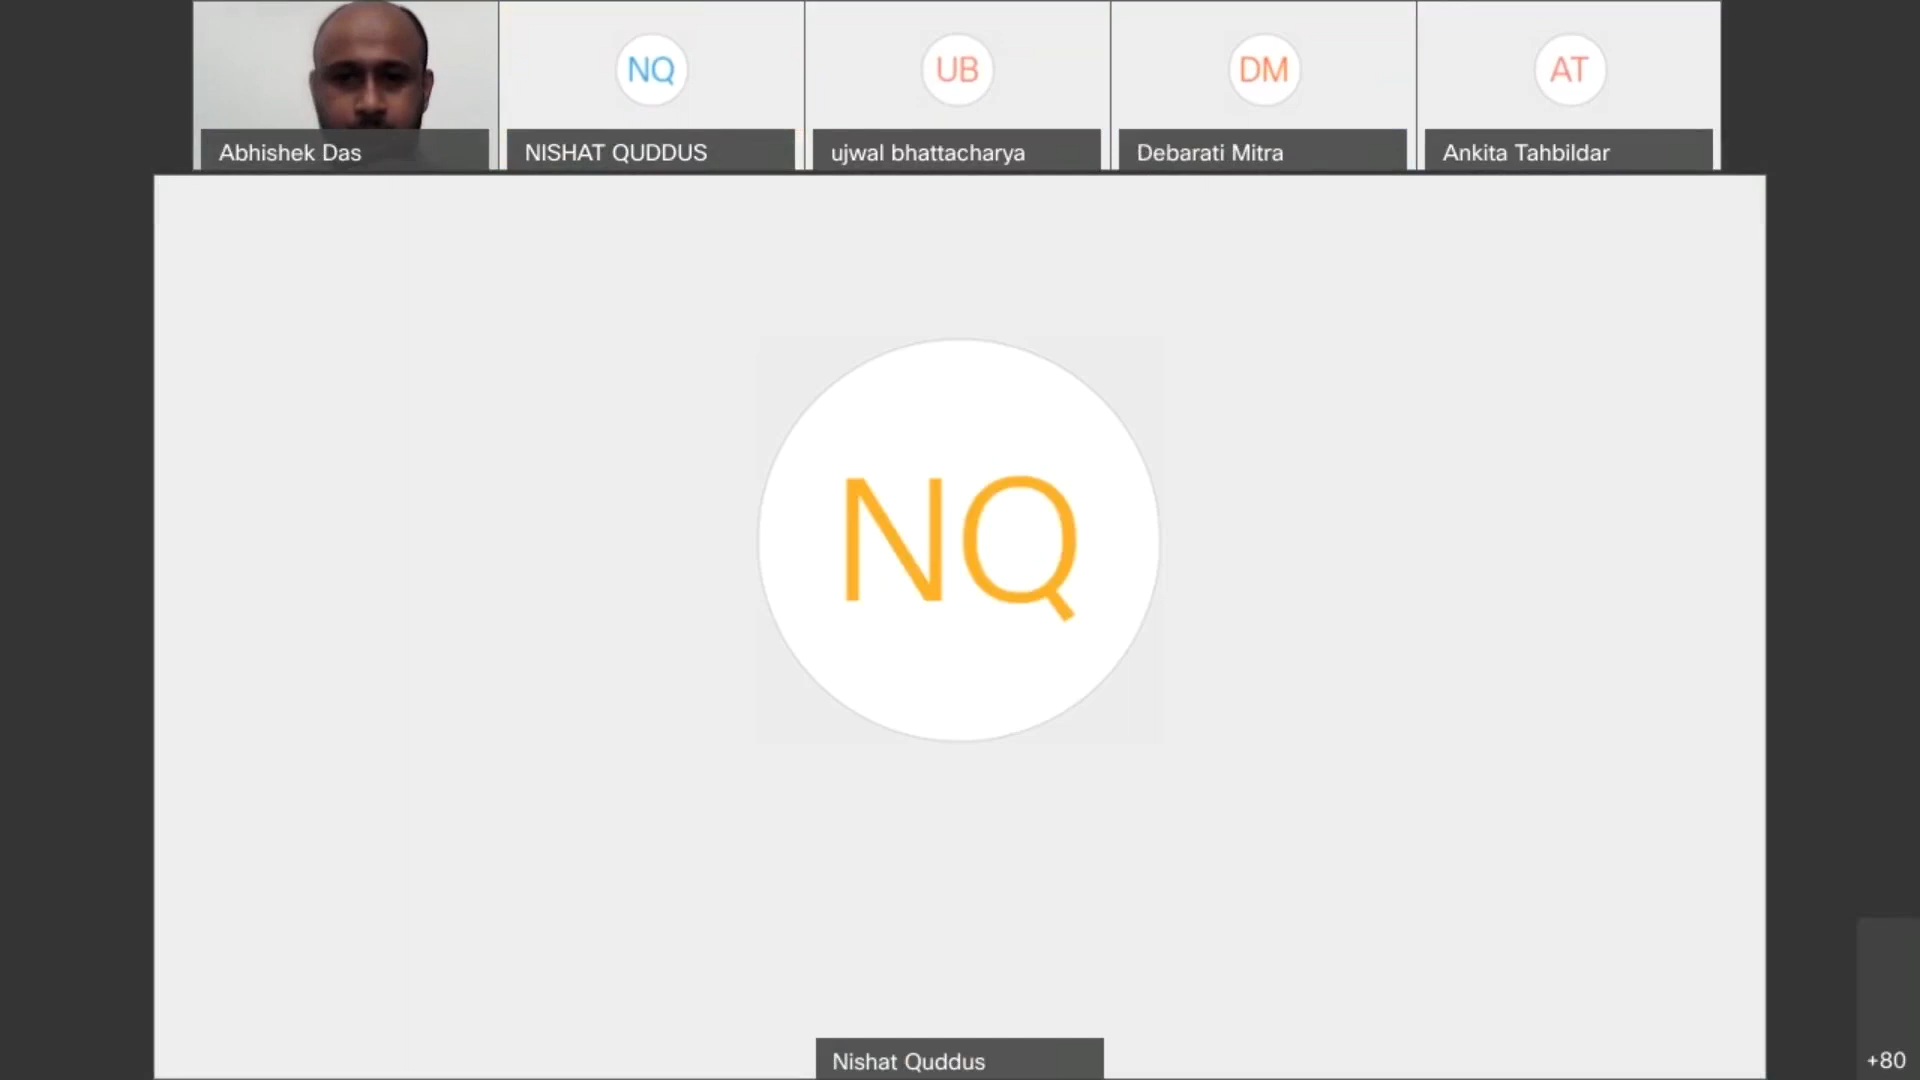 NQ
UB
DM
AT
Abhishek Das
NISHAT QUDDUS
ujwal bhattacharya
Debarati Mitra
Ankita Tahbildar
NQ
Nishat Quddus
+80